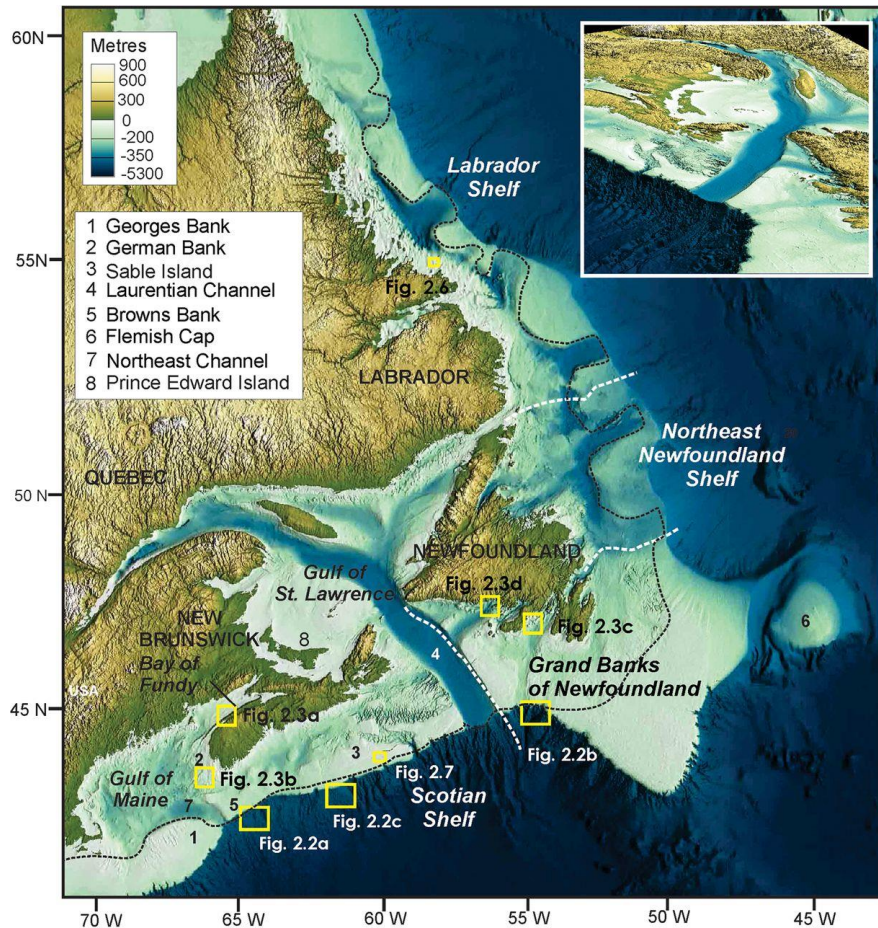 60N
55N
50 N
45 N
70 W
65 W
60 W
55 W
50 W
45 W
Metres
900
600
300
0
-200
-350
-5300
1 Georges Bank
2 German Bank
3 Sable Island
4 Laurentian Channel
5 Browns Bank
6 Flemish Cap
7 Northeast Channel
8 Prince Edward Island
Labrador
Shelf
Fig. 2.6
LABRADOR
Northeast
Newfoundland
Shelf
QUEBEC
NEWFOUNDLAND
Gulf of
St. Lawrence
Fig. 2.3d
NEW
BRUNSWICK
8
Fig. 2.3c
6
Bay of
Fundy
4
Grand Banks
of Newfoundland
USA
Fig. 2.3a
Fig. 2.2b
3
2
Fig. 2.3b
Fig. 2.7
Gulf of
Maine
Scotian
Shelf
7
5
Fig. 2.2c
1
Fig. 2.2a